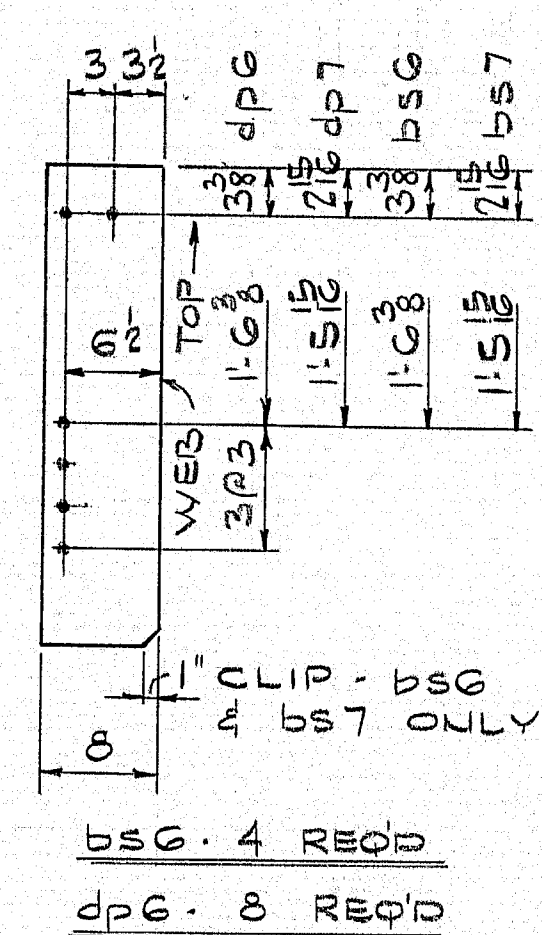 3 3½
dp6 dp7 bs6 bs7
3⅜ 2 15/16 3⅜ 2 15/16
TOP
6½
1'-6⅜ 1'-5 15/16 1'-6⅜ 1'-5 15/16
WEB
3@3
1" CLIP - bs6
& bs7 ONLY
8
bs6 . 4 REQ'D
dp6 . 8 REQ'D